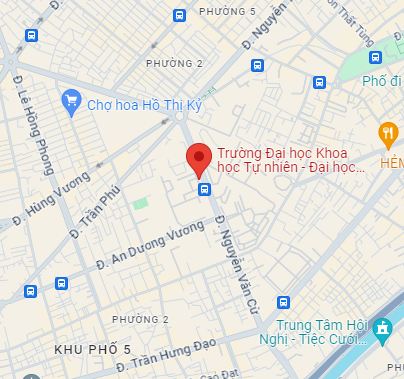 PHƯỜNG 5
Đ. Nguyễn
Tôn Thất Tùng
PHƯỜNG 2
Phố đi
Chợ hoa Hồ Thị Kỷ
Đ. Lê Hồng Phong
HẺM
Trường Đại học Khoa
học Tự nhiên - Đại học...
Đ. Hùng Vương
Đ. Trần Phú
Đ. An Dương Vương
Đ. Nguyễn Văn Cừ
PHƯỜNG 2
Trung Tâm Hội
Nghị - Tiệc Cưới...
KHU PHỐ 5
Đ. Trần Hưng Đạo